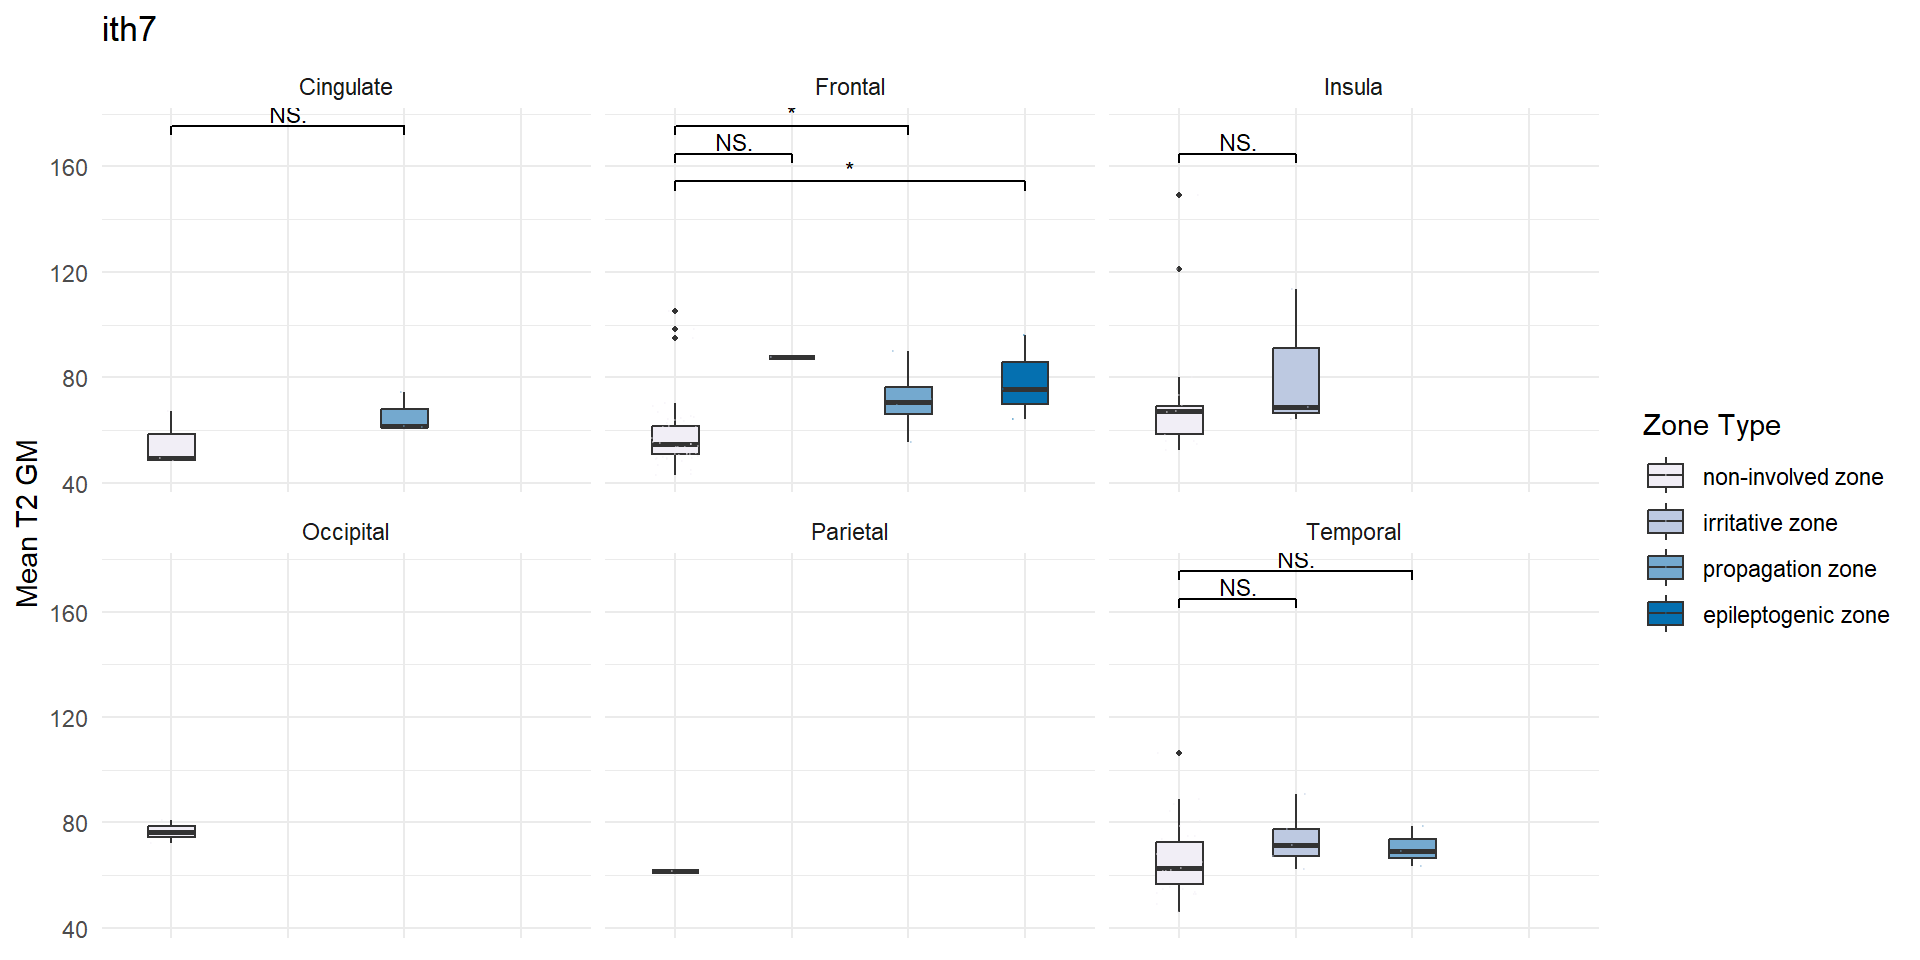 ith7
Cingulate
Frontal
Insula
NS.
*
NS.
*
NS.
160
120
80
40
Mean T2 GM
Occipital
Parietal
Temporal
NS.
NS.
160
120
80
40
Zone Type
non-involved zone
irritative zone
propagation zone
epileptogenic zone